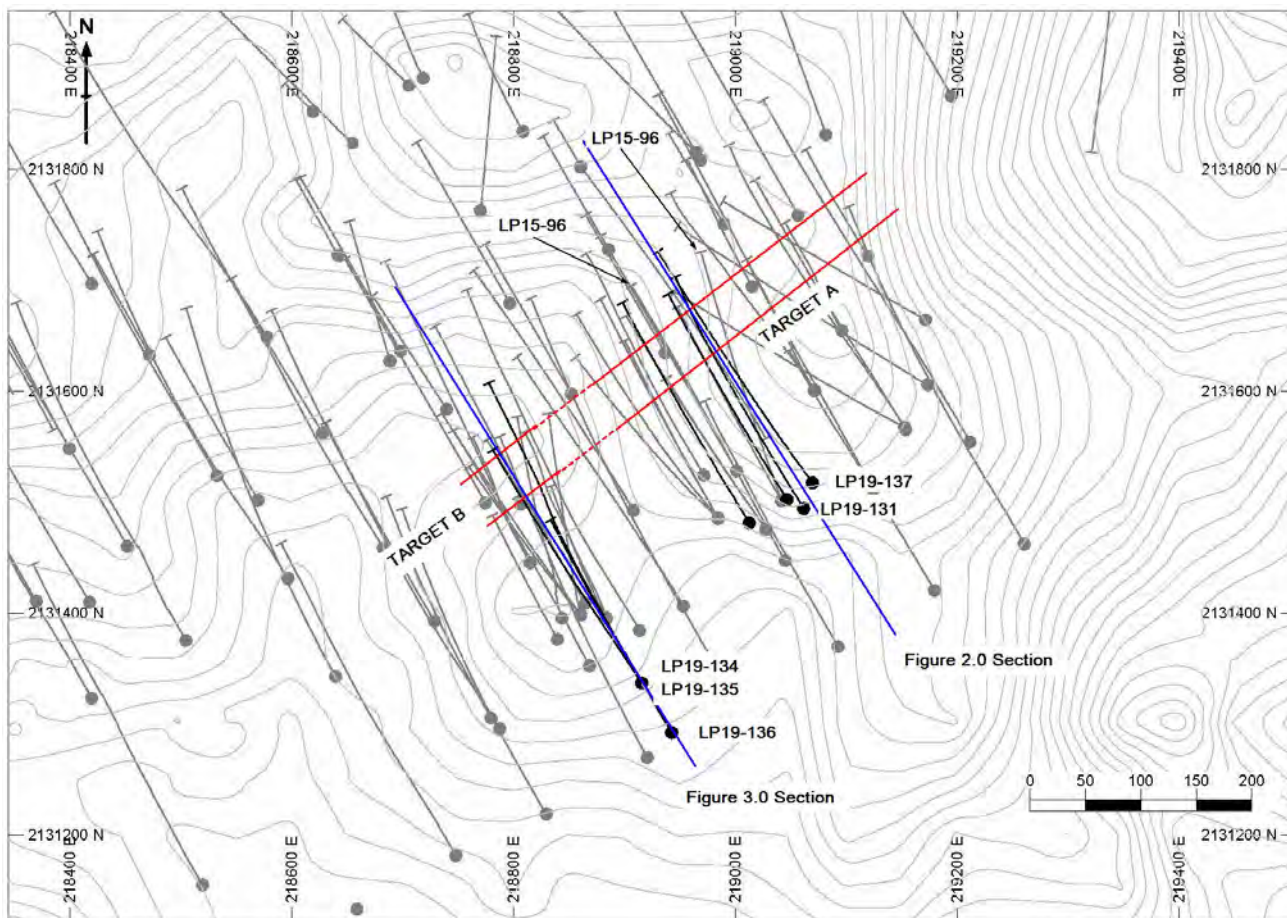 N
218400 E
218600 E
218800 E
219000 E
219200 E
219400 E
LP15-96
2131800 N
2131800 N
LP15-96
TARGET A
2131600 N
2131600 N
LP19-137
LP19-131
TARGET B
2131400 N
2131400 N
LP19-134
LP19-135
Figure 2.0 Section
LP19-136
0 50 100 150 200
Figure 3.0 Section
2131200 N
2131200 N
218400 E
218600 E
218800 E
219000 E
219200 E
219400 E